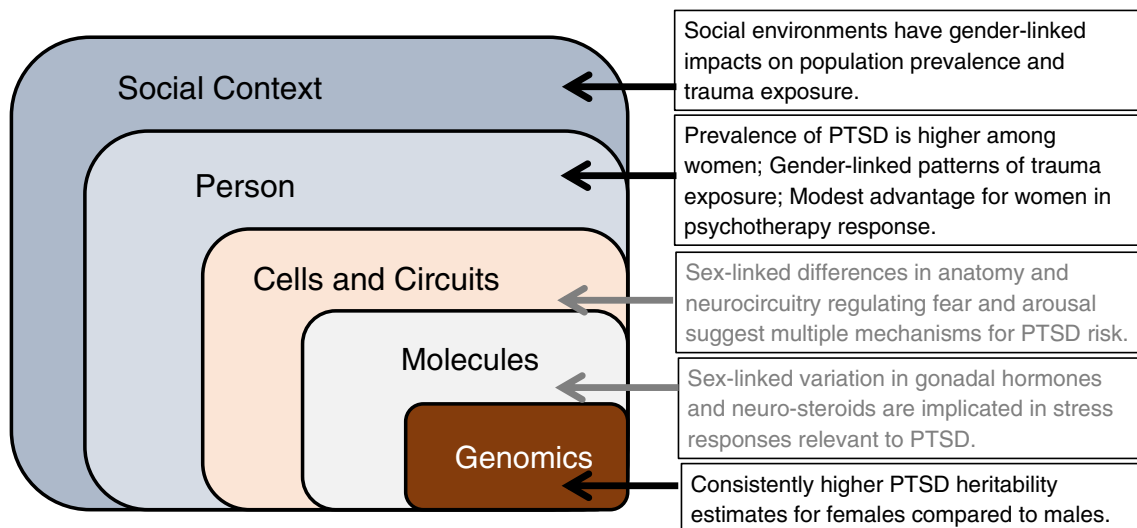 Social Context
Person
Cells and Circuits
Molecules
Genomics
Social environments have gender-linked
impacts on population prevalence and
trauma exposure.
Prevalence of PTSD is higher among
women; Gender-linked patterns of trauma
exposure; Modest advantage for women in
psychotherapy response.
Sex-linked differences in anatomy and
neurocircuitry regulating fear and arousal
suggest multiple mechanisms for PTSD risk.
Sex-linked variation in gonadal hormones
and neuro-steroids are implicated in stress
responses relevant to PTSD.
Consistently higher PTSD heritability
estimates for females compared to males.